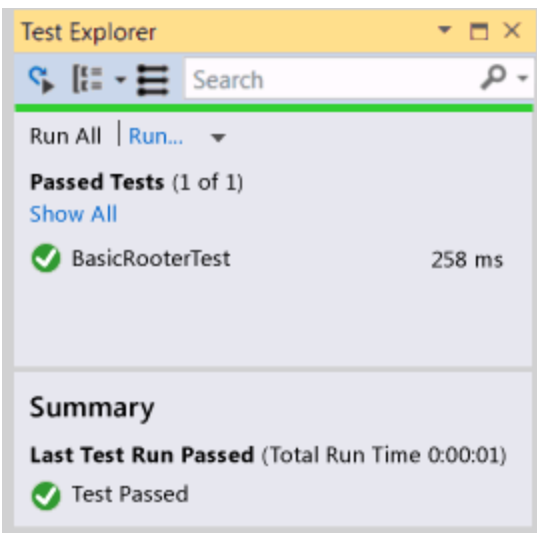 Test Explorer
Search
Run All | Run...
Passed Tests (1 of 1)
Show All
BasicRooterTest 258 ms
Summary
Last Test Run Passed (Total Run Time 0:00:01)
Test Passed